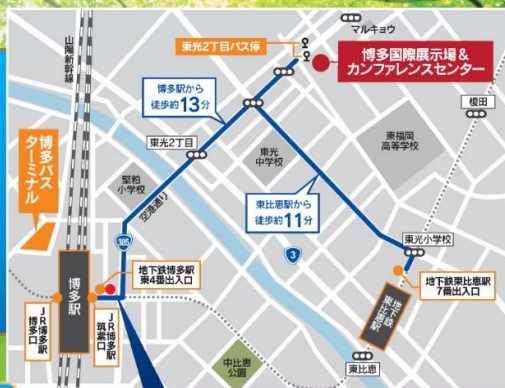 山陽新幹線
マルキョウ
東光2丁目バス停
博多国際展示場&
カンファレンスセンター
博多駅から
徒歩約13分
榎田
博多バス
ターミナル
東光2丁目
東光
中学校
東福岡
高等学校
堅粕
小学校
空港通り
東比恵駅から
徒歩約11分
385
3
東光小学校
博多駅
地下鉄博多駅
東4番出入口
地下鉄
東比恵駅
地下鉄東比恵駅
7番出入口
JR博多駅
博多口
JR博多駅
筑紫口
中比恵
公園
東比恵